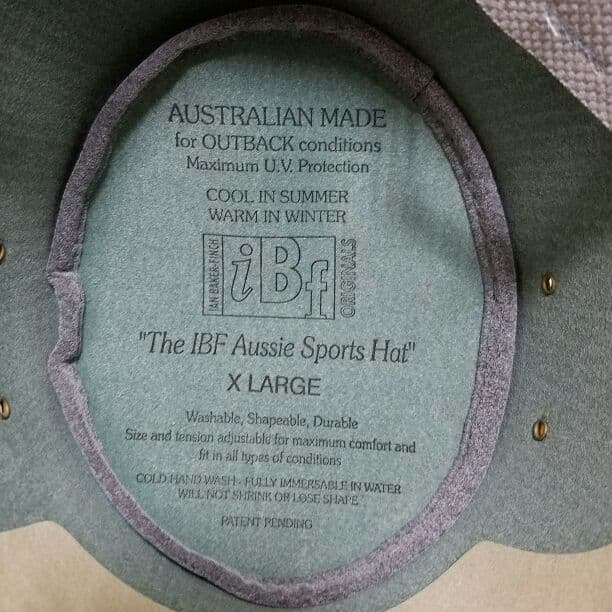 AUSTRALIAN MADE
for OUTBACK conditions
Maximum U.V. Protection
COOL IN SUMMER
WARM IN WINTER
IAN BAKER-FINCH
iBf
ORIGINALS
"The IBF Aussie Sports Hat"
X LARGE
Washable, Shapeable, Durable
Size and tension adjustable for maximum comfort and
fit in all types of conditions
COLD HAND WASH - FULLY IMMERSABLE IN WATER
WILL NOT SHRINK OR LOSE SHAPE
PATENT PENDING